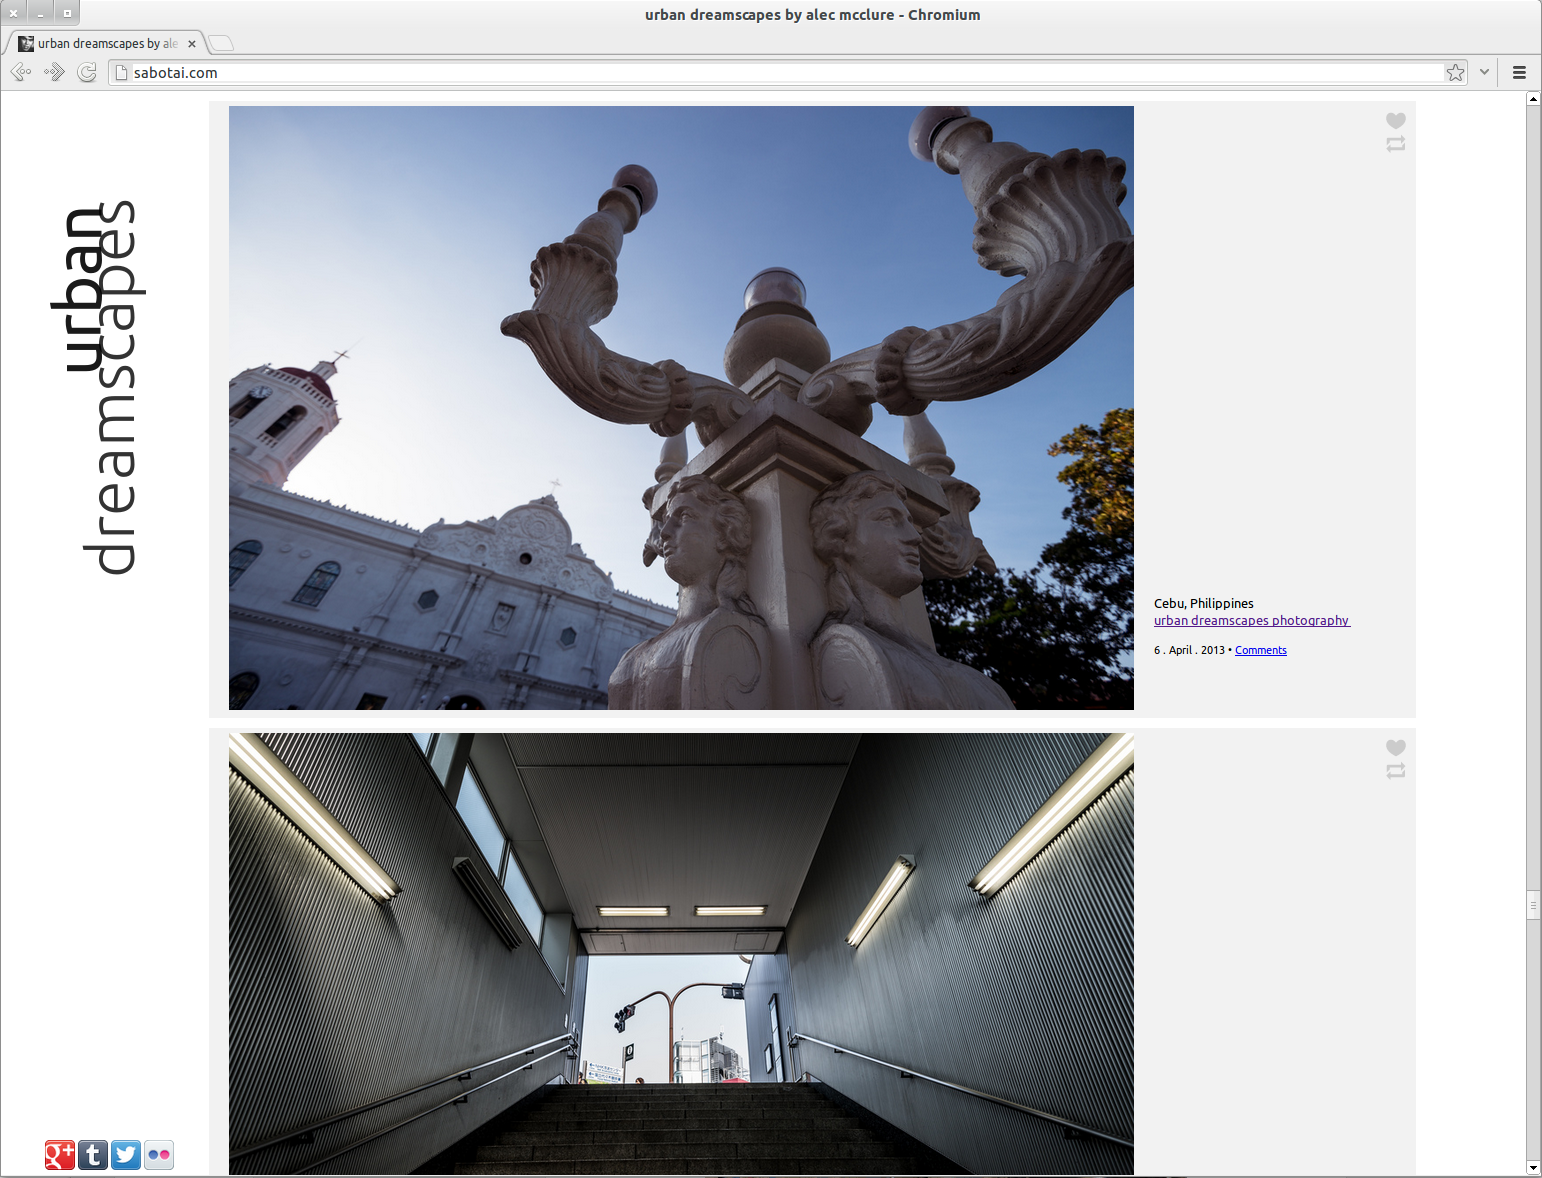 urban dreamscapes by alec mcclure - Chromium
urban dreamscapes by ale
sabotai.com
urban
dreamscapes
Cebu, Philippines
urban dreamscapes photography
6 . April . 2013 • Comments
g+
t